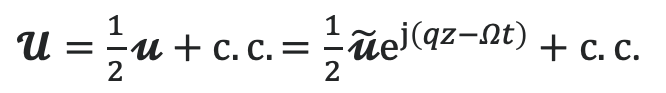 𝓤 = ½𝓾 + c. c. = ½𝓾̃e^{j(qz−Ωt)} + c. c.